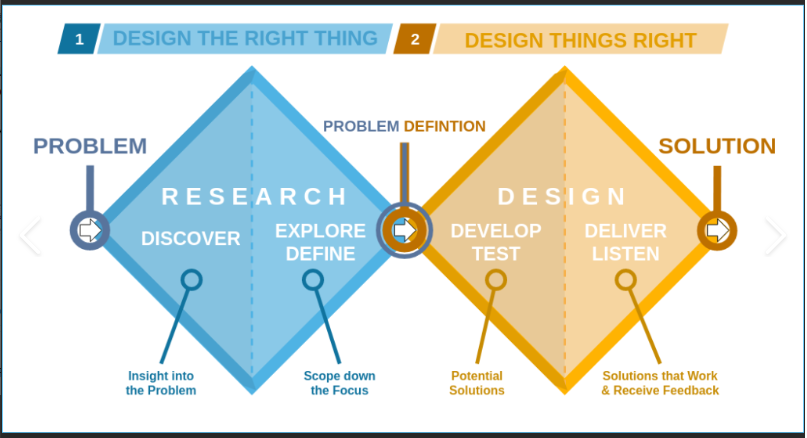 1 DESIGN THE RIGHT THING 2 DESIGN THINGS RIGHT
PROBLEM DEFINTION
PROBLEM
SOLUTION
RESEARCH
DESIGN
DISCOVER
EXPLORE
DEFINE
DEVELOP
TEST
DELIVER
LISTEN
Insight into
the Problem
Scope down
the Focus
Potential
Solutions
Solutions that Work
& Receive Feedback